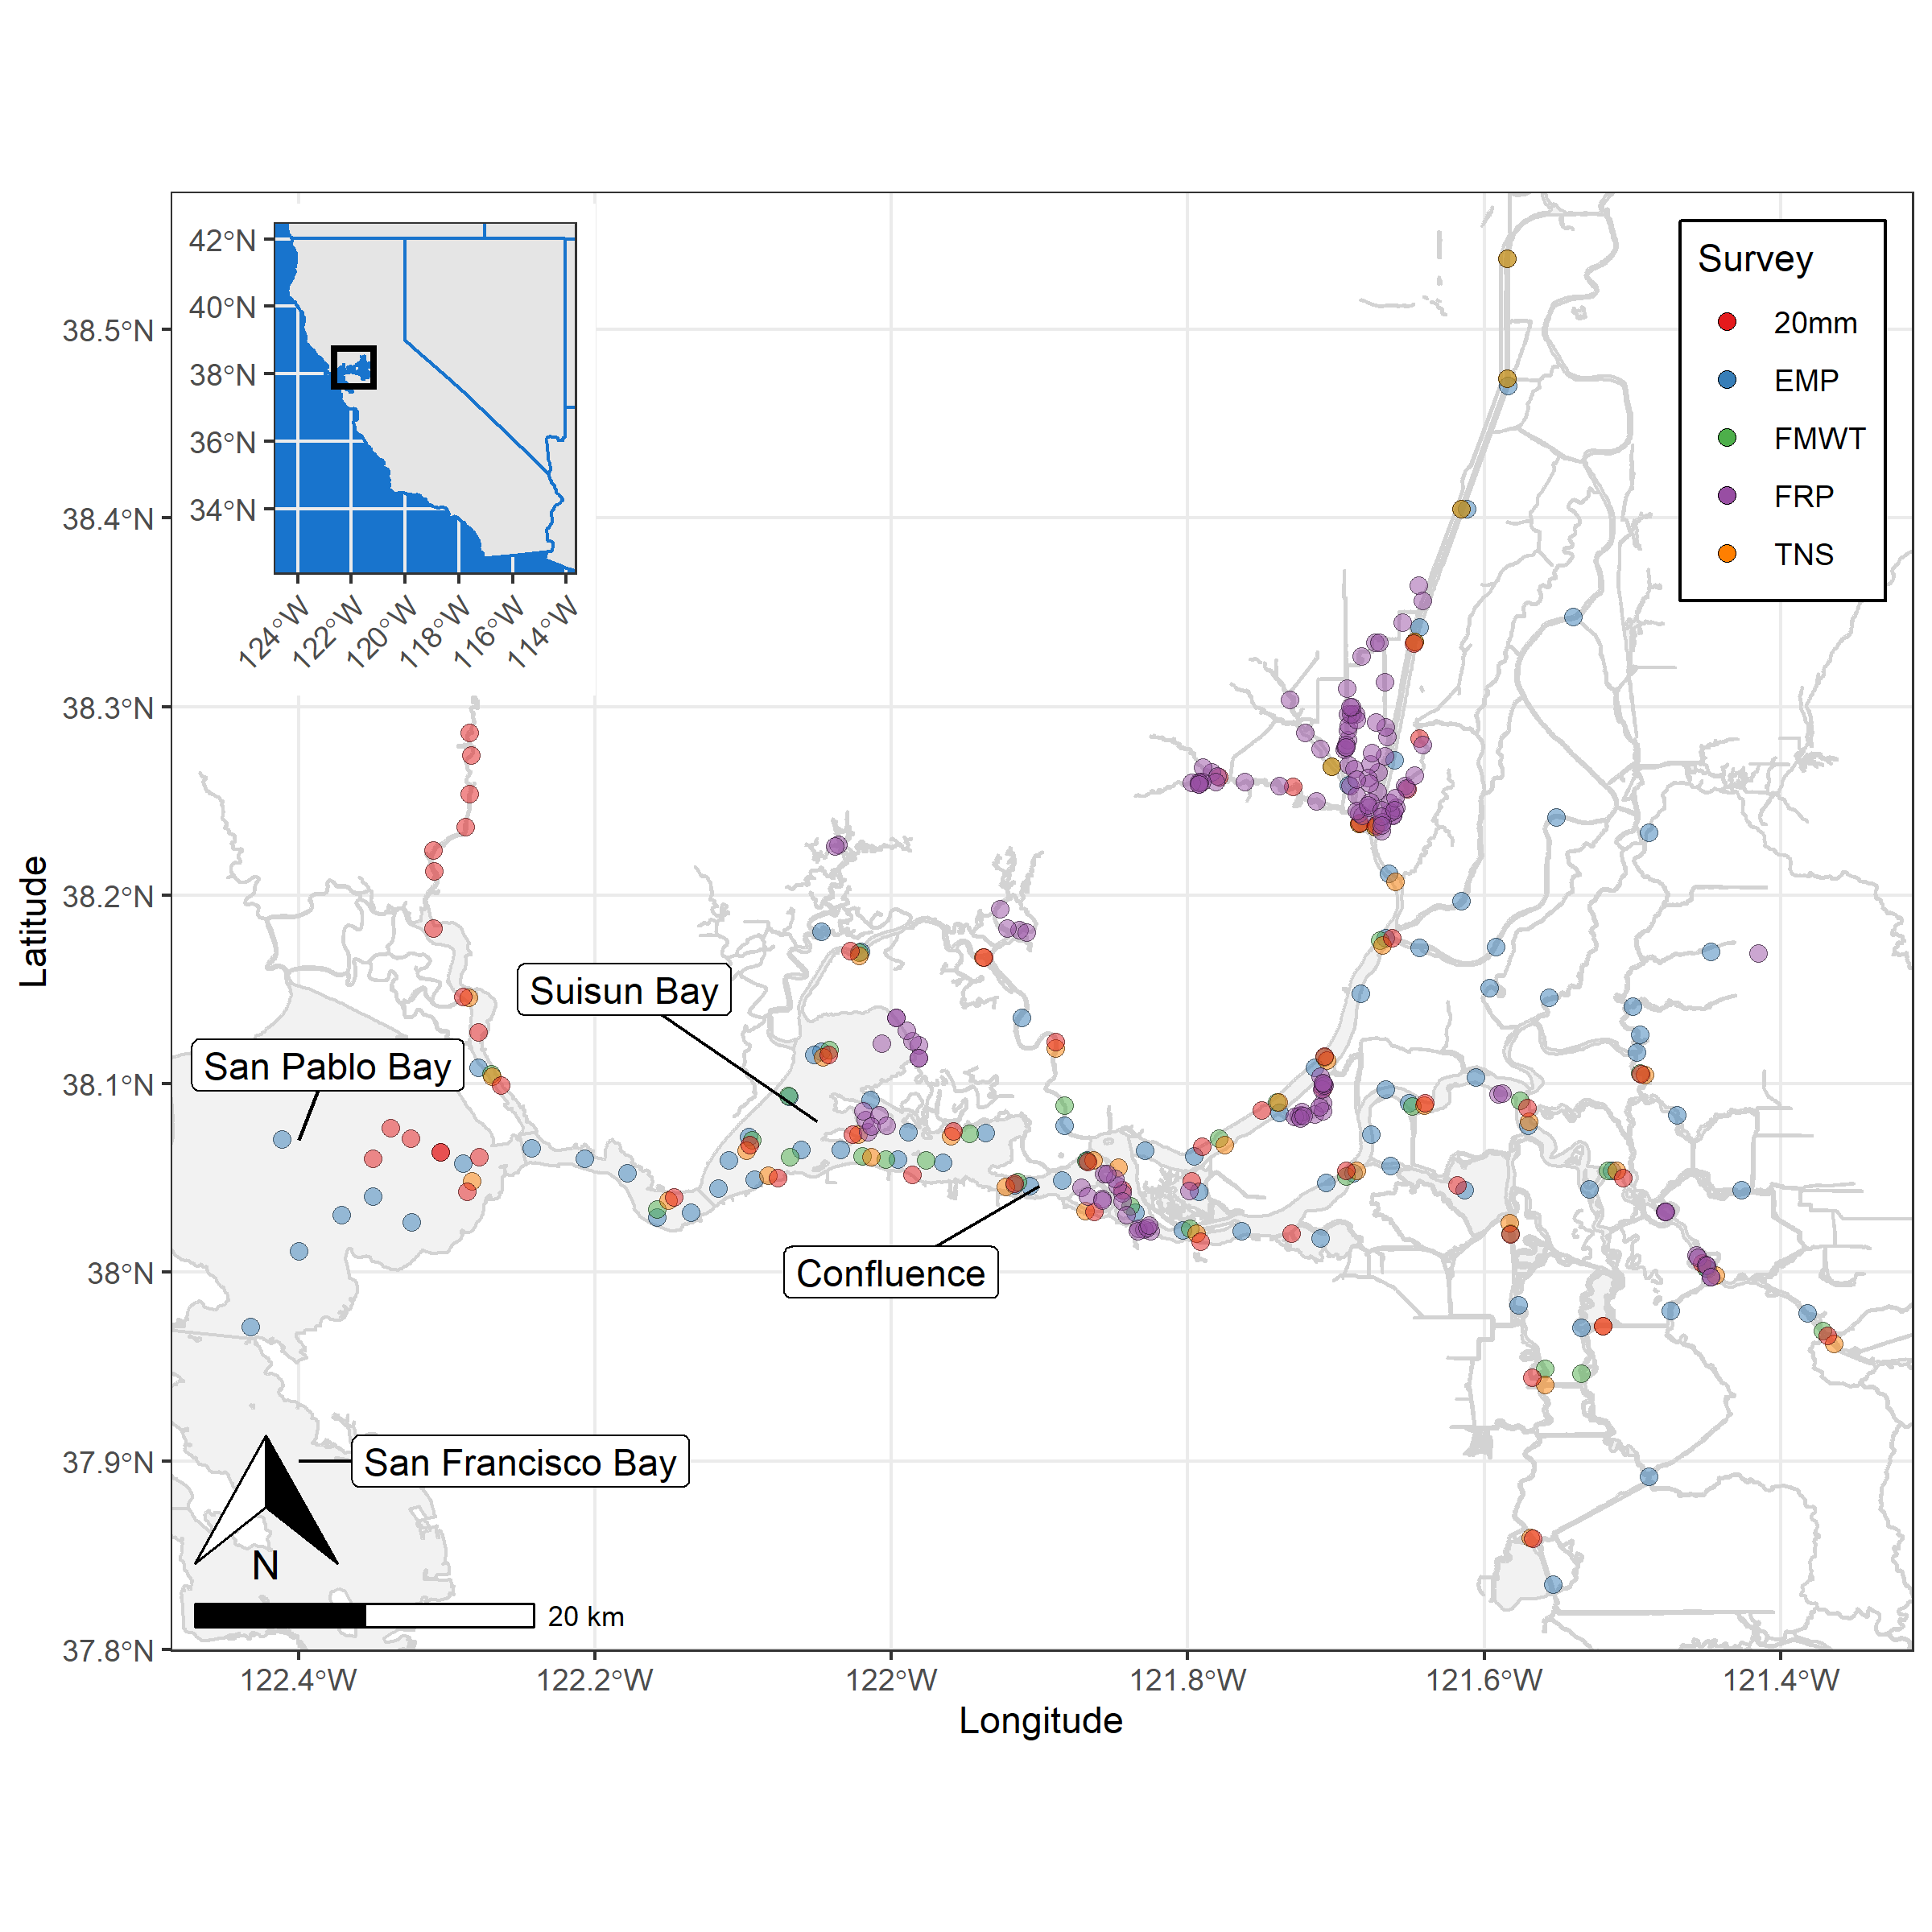 42°N
40°N
38°N
36°N
34°N
124°W
122°W
120°W
118°W
116°W
114°W
Survey
20mm
EMP
FMWT
FRP
TNS
38.5°N
38.4°N
38.3°N
38.2°N
38.1°N
38°N
37.9°N
37.8°N
Latitude
Suisun Bay
San Pablo Bay
Confluence
San Francisco Bay
N
20 km
122.4°W
122.2°W
122°W
121.8°W
121.6°W
121.4°W
Longitude